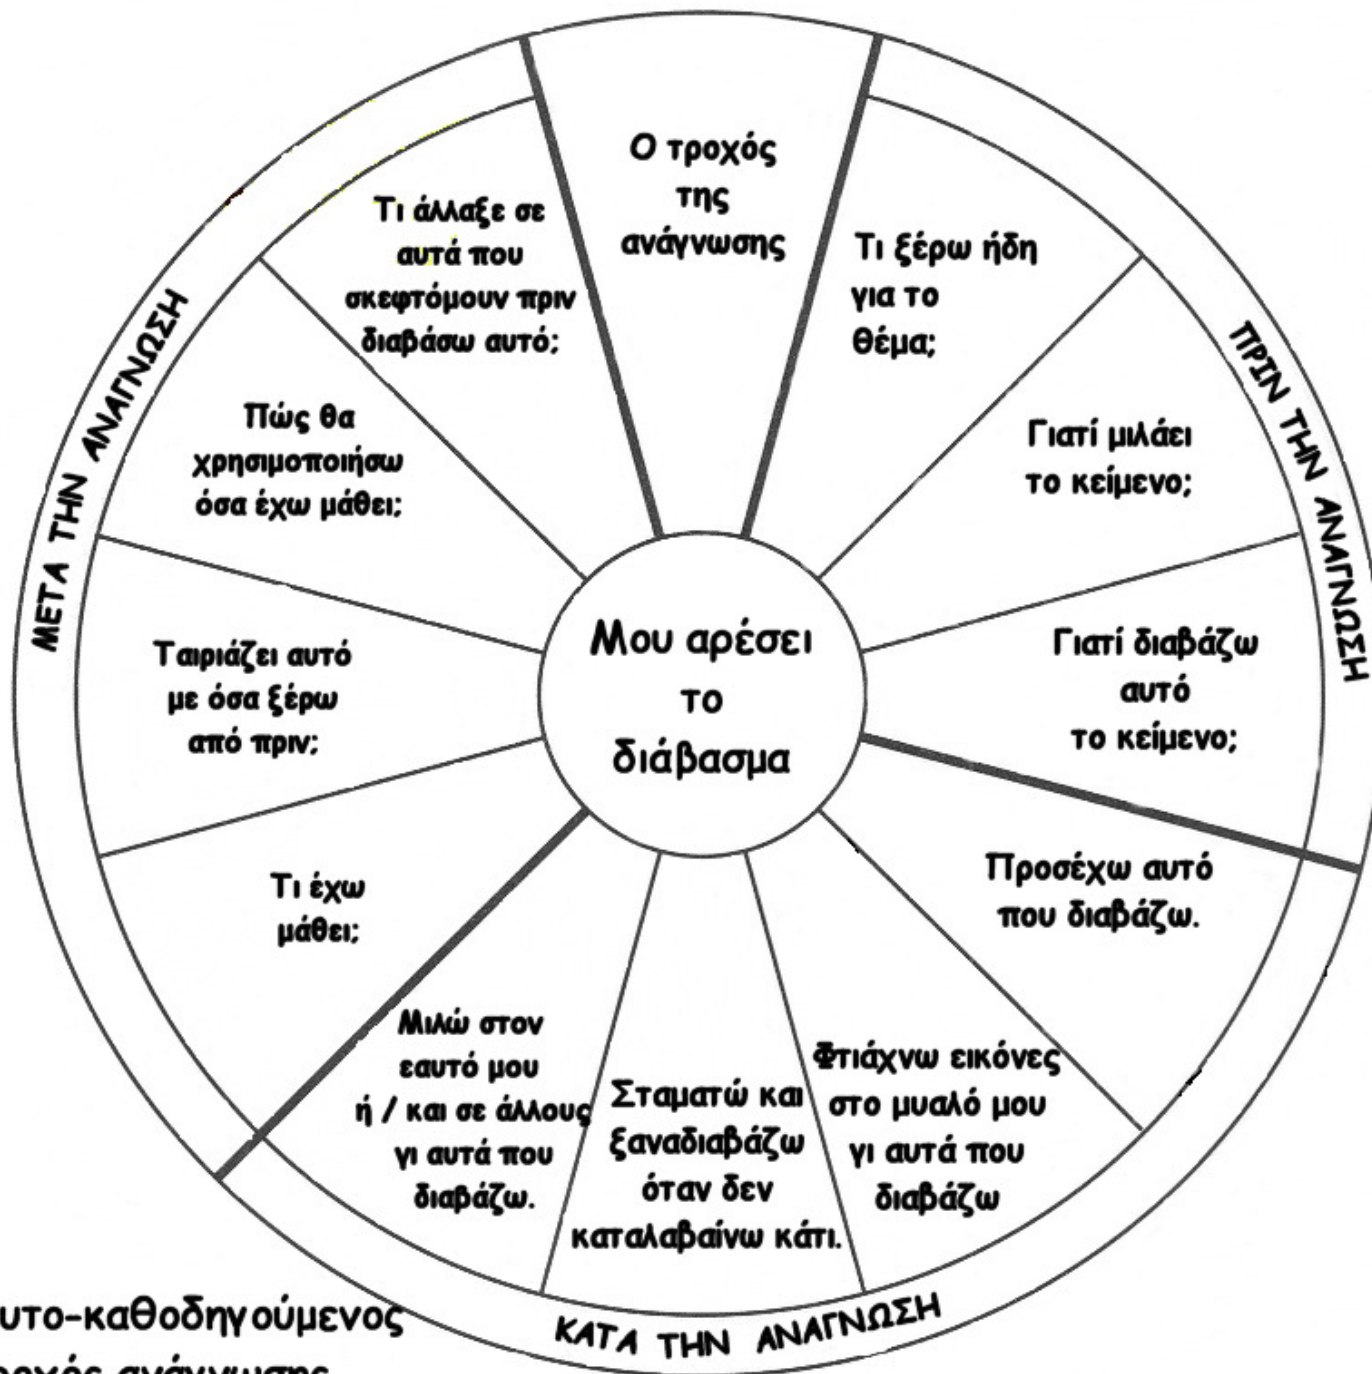 Ο τροχός
της
ανάγνωσης
Τι ξέρω ήδη
για το
θέμα;
Γιατί μιλάει
το κείμενο;
Γιατί διαβάζω
αυτό
το κείμενο;
ΠΡΙΝ ΤΗΝ ΑΝΑΓΝΩΣΗ
Προσέχω αυτό
που διαβάζω.
Φτιάχνω εικόνες
στο μυαλό μου
γι αυτά που
διαβάζω
Σταματώ και
ξαναδιαβάζω
όταν δεν
καταλαβαίνω κάτι.
Μιλώ στον
εαυτό μου
ή / και σε άλλους
γι αυτά που
διαβάζω.
ΚΑΤΑ ΤΗΝ ΑΝΑΓΝΩΣΗ
Τι έχω
μάθει;
Ταιριάζει αυτό
με όσα ξέρω
από πριν;
Πώς θα
χρησιμοποιήσω
όσα έχω μάθει;
Τι άλλαξε σε
αυτά που
σκεφτόμουν πριν
διαβάσω αυτό;
ΜΕΤΑ ΤΗΝ ΑΝΑΓΝΩΣΗ
Μου αρέσει
το
διάβασμα
υτο-καθοδηγούμενος
ροχός ανάγνωσης